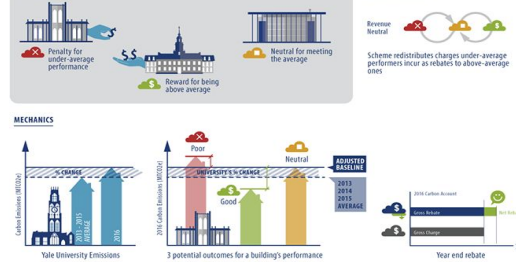 Penalty for
under-average
performance
$ $
Reward for being
above average
Neutral for meeting
the average
Revenue
Neutral
$
Scheme redistributes charges under-average
performers incur as rebates to above-average
ones
MECHANICS
Carbon Emissions (MTCO2e)
% CHANGE
2013 - 2015
AVERAGE
2016
Yale University Emissions
2016 Carbon Emissions (MTCO2e)
Poor
Neutral
UNIVERSITY'S % CHANGE
Good
$
ADJUSTED
BASELINE
2013
2014
2015
AVERAGE
3 potential outcomes for a building's performance
2016 Carbon Account
$
Gross Rebate
$
Gross Charge
Year end rebate